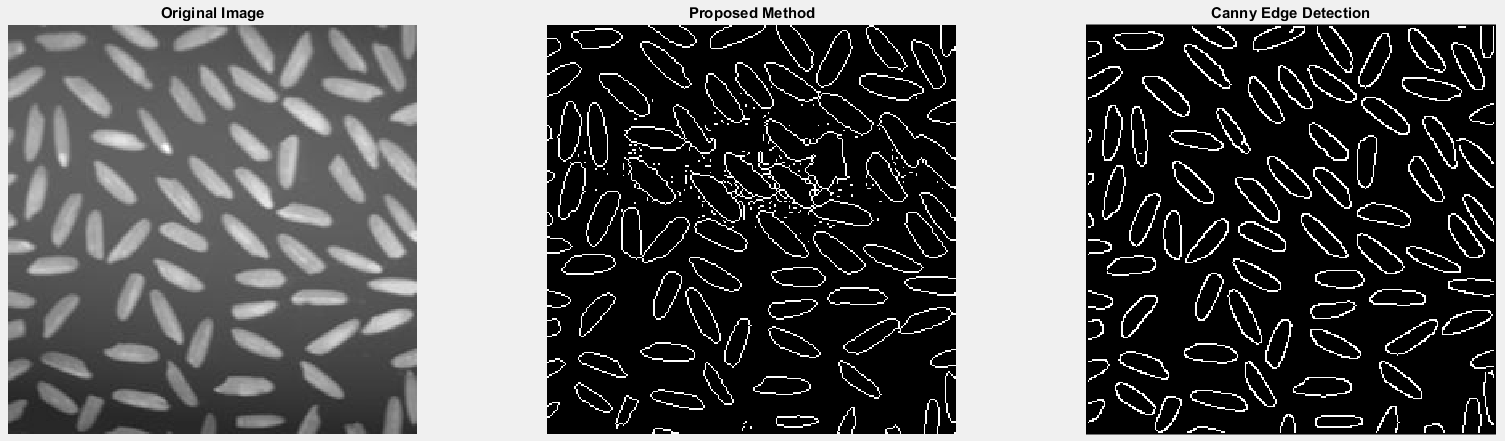 Original Image
Proposed Method
Canny Edge Detection